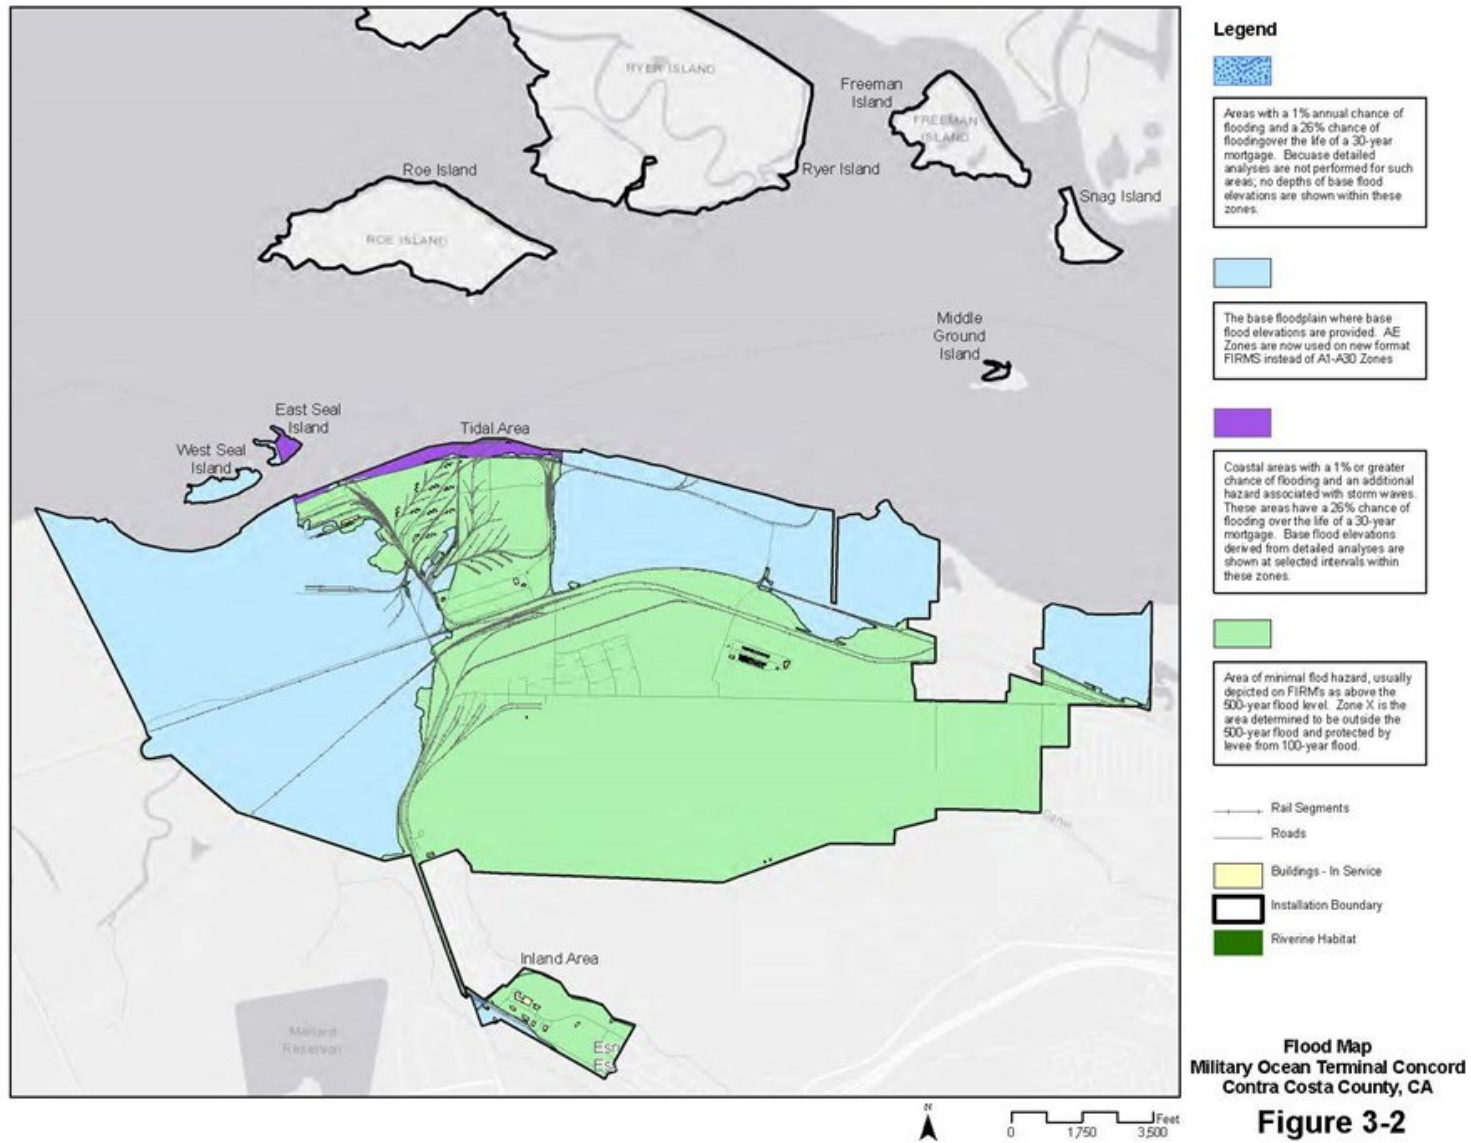 RYER ISLAND
Freeman
Island
FREEMAN
ISLAND
Roe Island
Ryer Island
Snag Island
ROE ISLAND
Middle
Ground
Island
East Seal
Island
Tidal Area
West Seal
Island
Inland Area
Mallard
Reservoir
Canal
Esri
Legend
Areas with a 1% annual chance of
flooding and a 26% chance of
floodingover the life of a 30-year
mortgage. Becuase detailed
analyses are not performed for such
areas; no depths of base flood
elevations are shown within these
zones.
The base floodplain where base
flood elevations are provided. AE
Zones are now used on new format
FIRMS instead of A1-A30 Zones
Coastal areas with a 1% or greater
chance of flooding and an additional
hazard associated with storm waves.
These areas have a 26% chance of
flooding over the life of a 30-year
mortgage. Base flood elevations
derived from detailed analyses are
shown at selected intervals within
these zones.
Area of minimal flod hazard, usually
depicted on FIRM's as above the
500-year flood level. Zone X is the
area determined to be outside the
500-year flood and protected by
levee from 100-year flood.
Rail Segments
Roads
Buildings - In Service
Installation Boundary
Riverine Habitat
Flood Map
Military Ocean Terminal Concord
Contra Costa County, CA
Figure 3-2
N
Feet
0 1,750 3,500